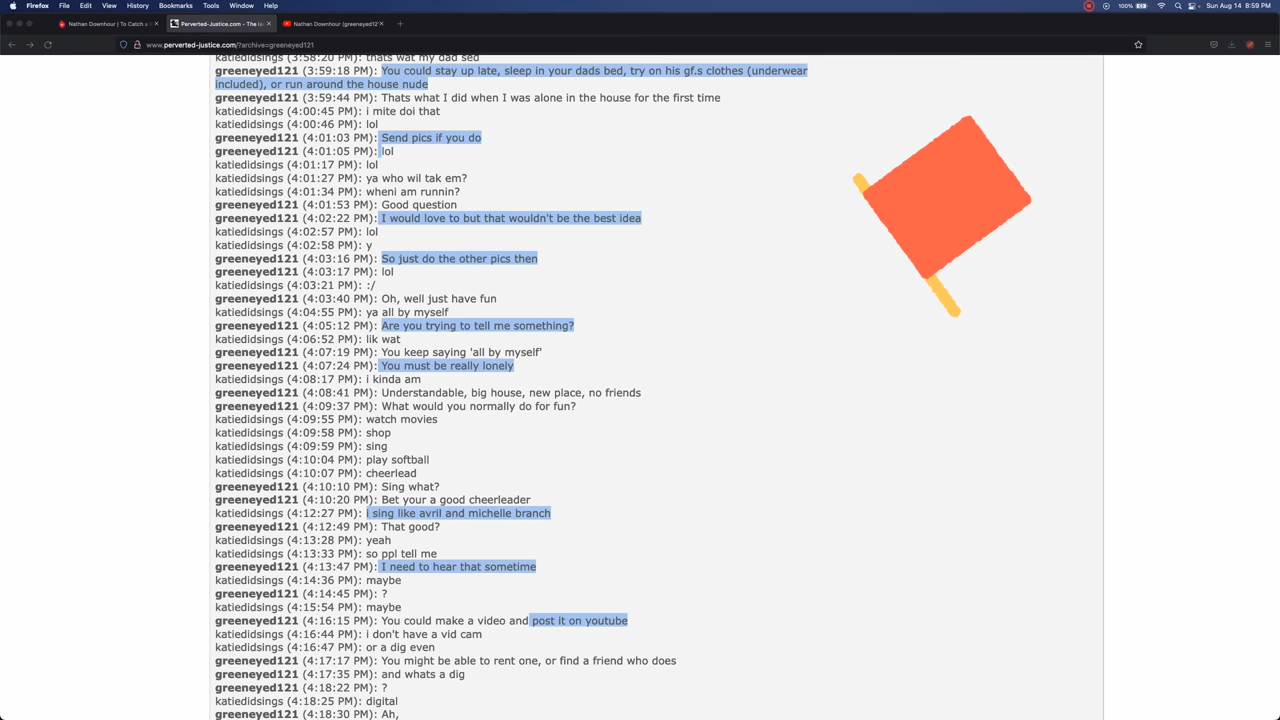 Firefox File Edit View History Bookmarks Tools Window Help 100% Sun Aug 14 8:59 PM
Nathan Downhour | To Catch a Perverted-Justice.com - The la Nathan Downhour (greeneyed12
www.perverted-justice.com/?archive=greeneyed121
katiedidsings (3:58:20 PM): thats wat my dad sed
greeneyed121 (3:59:18 PM): You could stay up late, sleep in your dads bed, try on his gf.s clothes (underwear
included), or run around the house nude
greeneyed121 (3:59:44 PM): Thats what I did when I was alone in the house for the first time
katiedidsings (4:00:45 PM): i mite doi that
katiedidsings (4:00:46 PM): lol
greeneyed121 (4:01:03 PM): Send pics if you do
greeneyed121 (4:01:05 PM): lol
katiedidsings (4:01:17 PM): lol
katiedidsings (4:01:27 PM): ya who wil tak em?
katiedidsings (4:01:34 PM): wheni am runnin?
greeneyed121 (4:01:53 PM): Good question
greeneyed121 (4:02:22 PM): I would love to but that wouldn't be the best idea
katiedidsings (4:02:57 PM): lol
katiedidsings (4:02:58 PM): y
greeneyed121 (4:03:16 PM): So just do the other pics then
greeneyed121 (4:03:17 PM): lol
katiedidsings (4:03:21 PM): :/
greeneyed121 (4:03:40 PM): Oh, well just have fun
katiedidsings (4:04:55 PM): ya all by myself
greeneyed121 (4:05:12 PM): Are you trying to tell me something?
katiedidsings (4:06:52 PM): lik wat
greeneyed121 (4:07:19 PM): You keep saying 'all by myself'
greeneyed121 (4:07:24 PM): You must be really lonely
katiedidsings (4:08:17 PM): i kinda am
greeneyed121 (4:08:41 PM): Understandable, big house, new place, no friends
greeneyed121 (4:09:37 PM): What would you normally do for fun?
katiedidsings (4:09:55 PM): watch movies
katiedidsings (4:09:58 PM): shop
katiedidsings (4:09:59 PM): sing
katiedidsings (4:10:04 PM): play softball
katiedidsings (4:10:07 PM): cheerlead
greeneyed121 (4:10:10 PM): Sing what?
greeneyed121 (4:10:20 PM): Bet your a good cheerleader
katiedidsings (4:12:27 PM): i sing like avril and michelle branch
greeneyed121 (4:12:49 PM): That good?
katiedidsings (4:13:28 PM): yeah
katiedidsings (4:13:33 PM): so ppl tell me
greeneyed121 (4:13:47 PM): I need to hear that sometime
katiedidsings (4:14:36 PM): maybe
greeneyed121 (4:14:45 PM): ?
katiedidsings (4:15:54 PM): maybe
greeneyed121 (4:16:15 PM): You could make a video and post it on youtube
katiedidsings (4:16:44 PM): i don't have a vid cam
katiedidsings (4:16:47 PM): or a dig even
greeneyed121 (4:17:17 PM): You might be able to rent one, or find a friend who does
greeneyed121 (4:17:35 PM): and whats a dig
greeneyed121 (4:18:22 PM): ?
katiedidsings (4:18:25 PM): digital
greeneyed121 (4:18:30 PM): Ah,